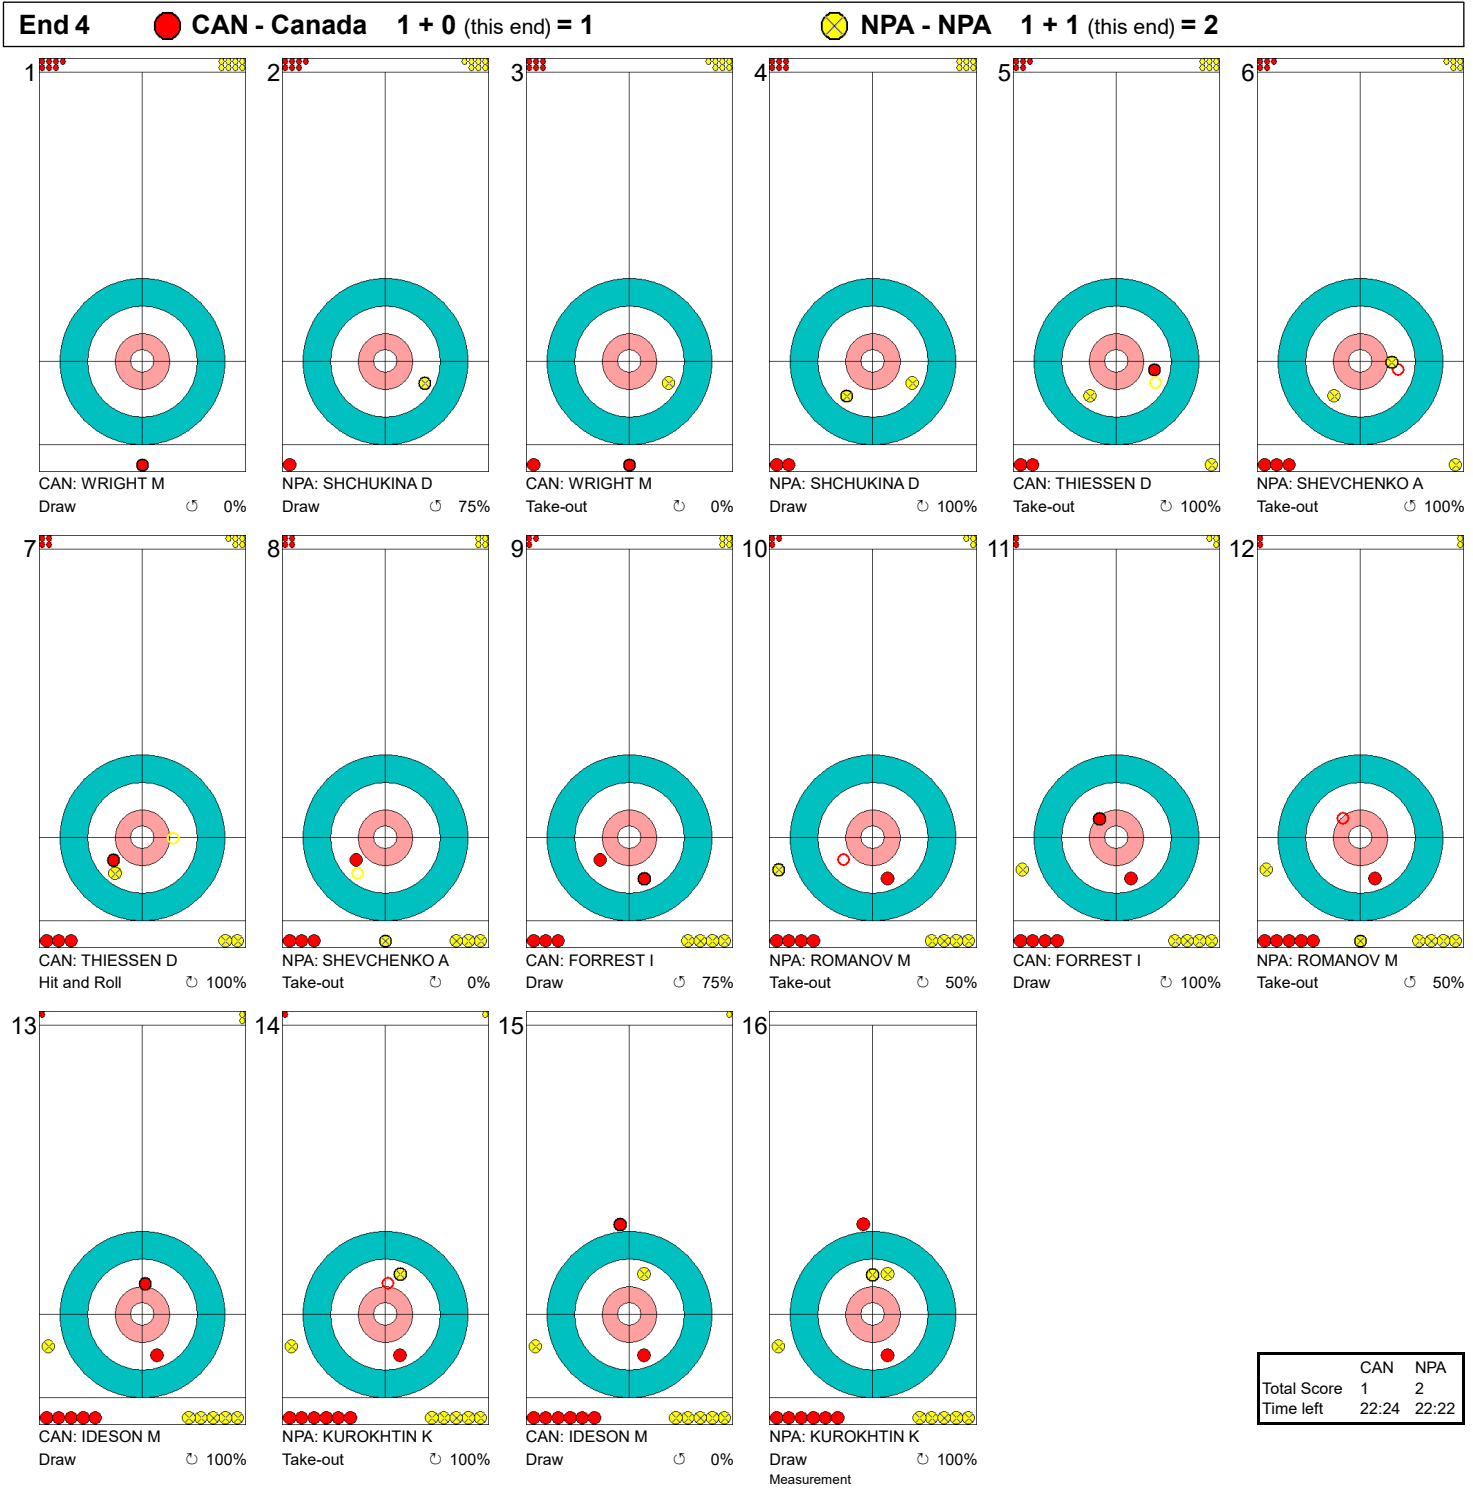 End 4 CAN - Canada 1 + 0 (this end) = 1 NPA - NPA 1 + 1 (this end) = 2
1 2 3 4 5 6
CAN: WRIGHT M NPA: SHCHUKINA D CAN: WRIGHT M NPA: SHCHUKINA D CAN: THIESSEN D NPA: SHEVCHENKO A
Draw ↺ 0% Draw ↺ 75% Take-out ↻ 0% Draw ↻ 100% Take-out ↻ 100% Take-out ↺ 100%
7 8 9 10 11 12
CAN: THIESSEN D NPA: SHEVCHENKO A CAN: FORREST I NPA: ROMANOV M CAN: FORREST I NPA: ROMANOV M
Hit and Roll ↻ 100% Take-out ↻ 0% Draw ↺ 75% Take-out ↻ 50% Draw ↻ 100% Take-out ↺ 50%
13 14 15 16
CAN: IDESON M NPA: KUROKHTIN K CAN: IDESON M NPA: KUROKHTIN K
Draw ↻ 100% Take-out ↻ 100% Draw ↺ 0% Draw ↻ 100%
Measurement
CAN NPA
Total Score 1 2
Time left 22:24 22:22